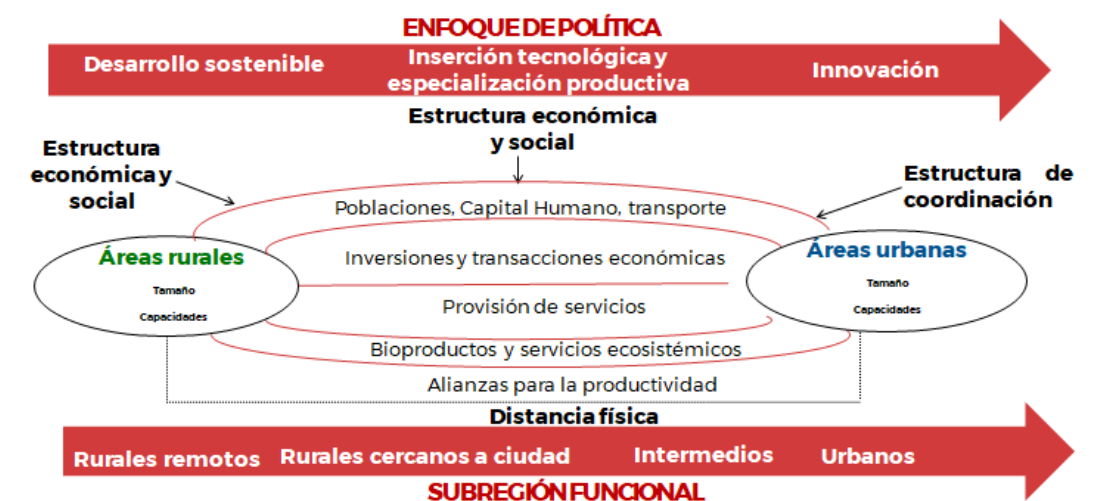 ENFOQUE DE POLÍTICA
Desarrollo sostenible
Inserción tecnológica y
especialización productiva
Innovación
Estructura económica
y social
Estructura
económica y
social
Estructura de
coordinación
Poblaciones, Capital Humano, transporte
Áreas rurales
Tamaño
Capacidades
Inversiones y transacciones económicas
Áreas urbanas
Tamaño
Capacidades
Provisión de servicios
Bioproductos y servicios ecosistémicos
Alianzas para la productividad
Distancia física
Rurales remotos
Rurales cercanos a ciudad
Intermedios
Urbanos
SUBREGIÓN FUNCIONAL